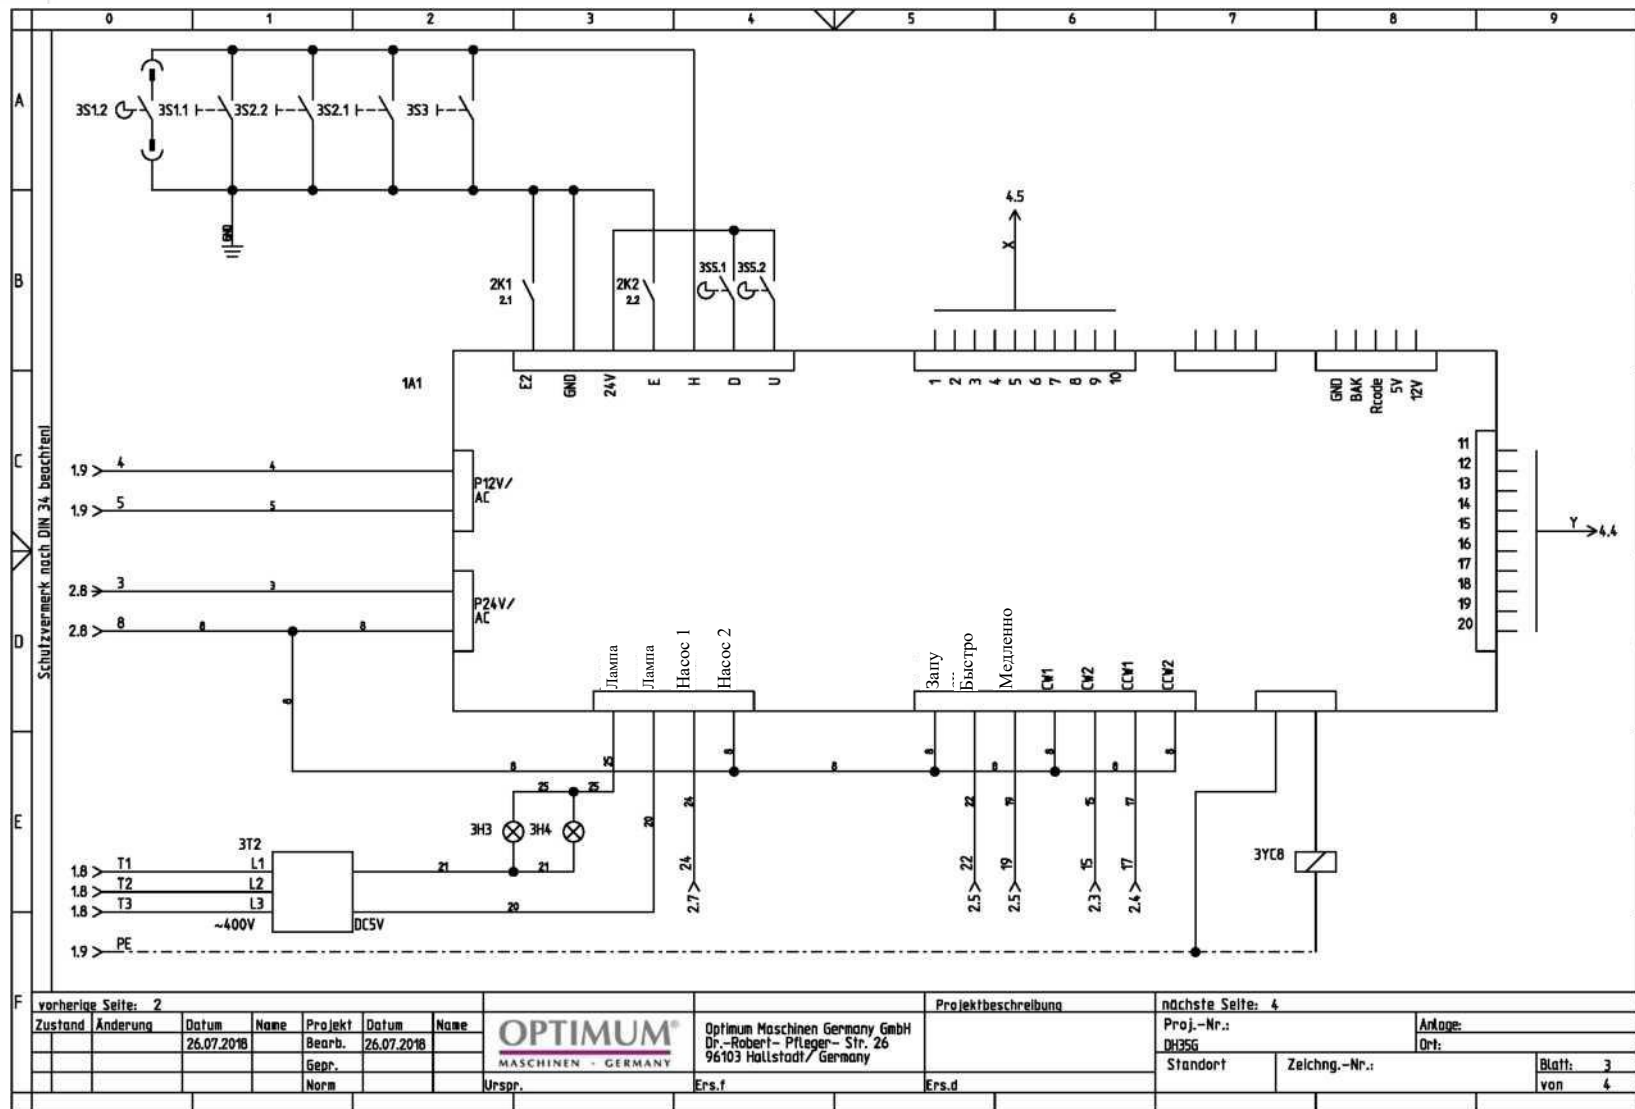 0 1 2 3 4 5 6 7 8 9
A
3S1.2 3S1.1 3S2.2 3S2.1 3S3
GND
4.5
X
B
2K1
2.1
2K2
2.2
3S5.1 3S5.2
1A1
E2 GND 24V E H D U
1 2 3 4 5 6 7 8 9 10
GND BAK Rcode 5V 12V
C
Schutzvermerk nach DIN 34 beachten!
1.9 4 4
1.9 5 5
P12V/
AC
11
12
13
14
15
16
17
18
19
20
Y 4.4
2.8 3 3
2.8 8 8 8
P24V/
AC
D
Лампа Лампа Насос 1 Насос 2
Запу
Быстро Медленно CW1 CW2 CCW1 CCW2
8
8 8 8 8 8 8 8 8
25
25 25
24 20 22 19 15 17
E
3H3 3H4
3T2
1.8 T1 L1
1.8 T2 L2
1.8 T3 L3
~400V DC5V
21 21
20
24 22 19 15 17
2.7 2.5 2.5 2.3 2.4
3YC8
1.9 PE
F
vorherige Seite: 2
Projektbeschreibung
nächste Seite: 4
Zustand Änderung Datum Name Projekt Datum Name
26.07.2018 Bearb. 26.07.2018
Gepr.
Norm
OPTIMUM®
MASCHINEN - GERMANY
Urspr.
Optimum Maschinen Germany GmbH
Dr.-Robert- Pfleger- Str. 26
96103 Hallstadt/ Germany
Ers.f
Ers.d
Proj.-Nr.:
DH35G
Anlage:
Ort:
Standort
Zeichng.-Nr.:
Blatt: 3
von 4